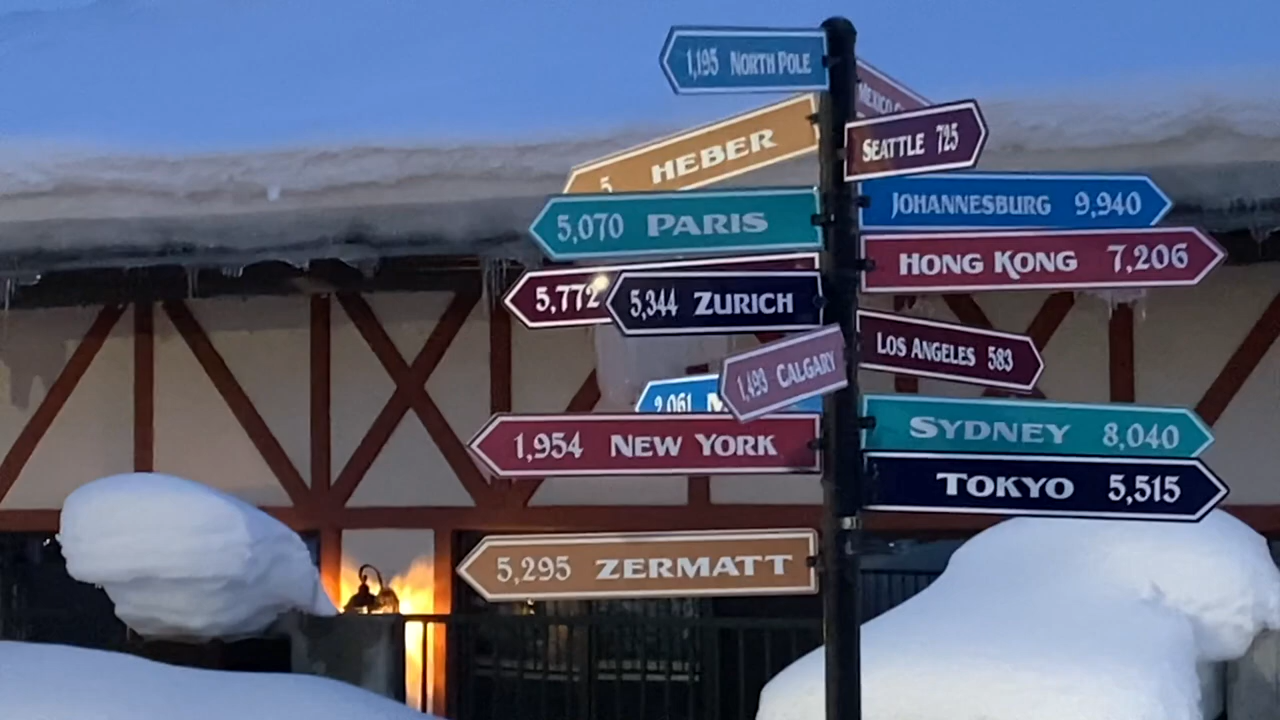 1,195 NORTH POLE
MEXICO
SEATTLE 725
5 HEBER
JOHANNESBURG 9,940
5,070 PARIS
HONG KONG 7,206
5,772
5,344 ZURICH
LOS ANGELES 583
1,493 CALGARY
2,061
SYDNEY 8,040
1,954 NEW YORK
TOKYO 5,515
5,295 ZERMATT